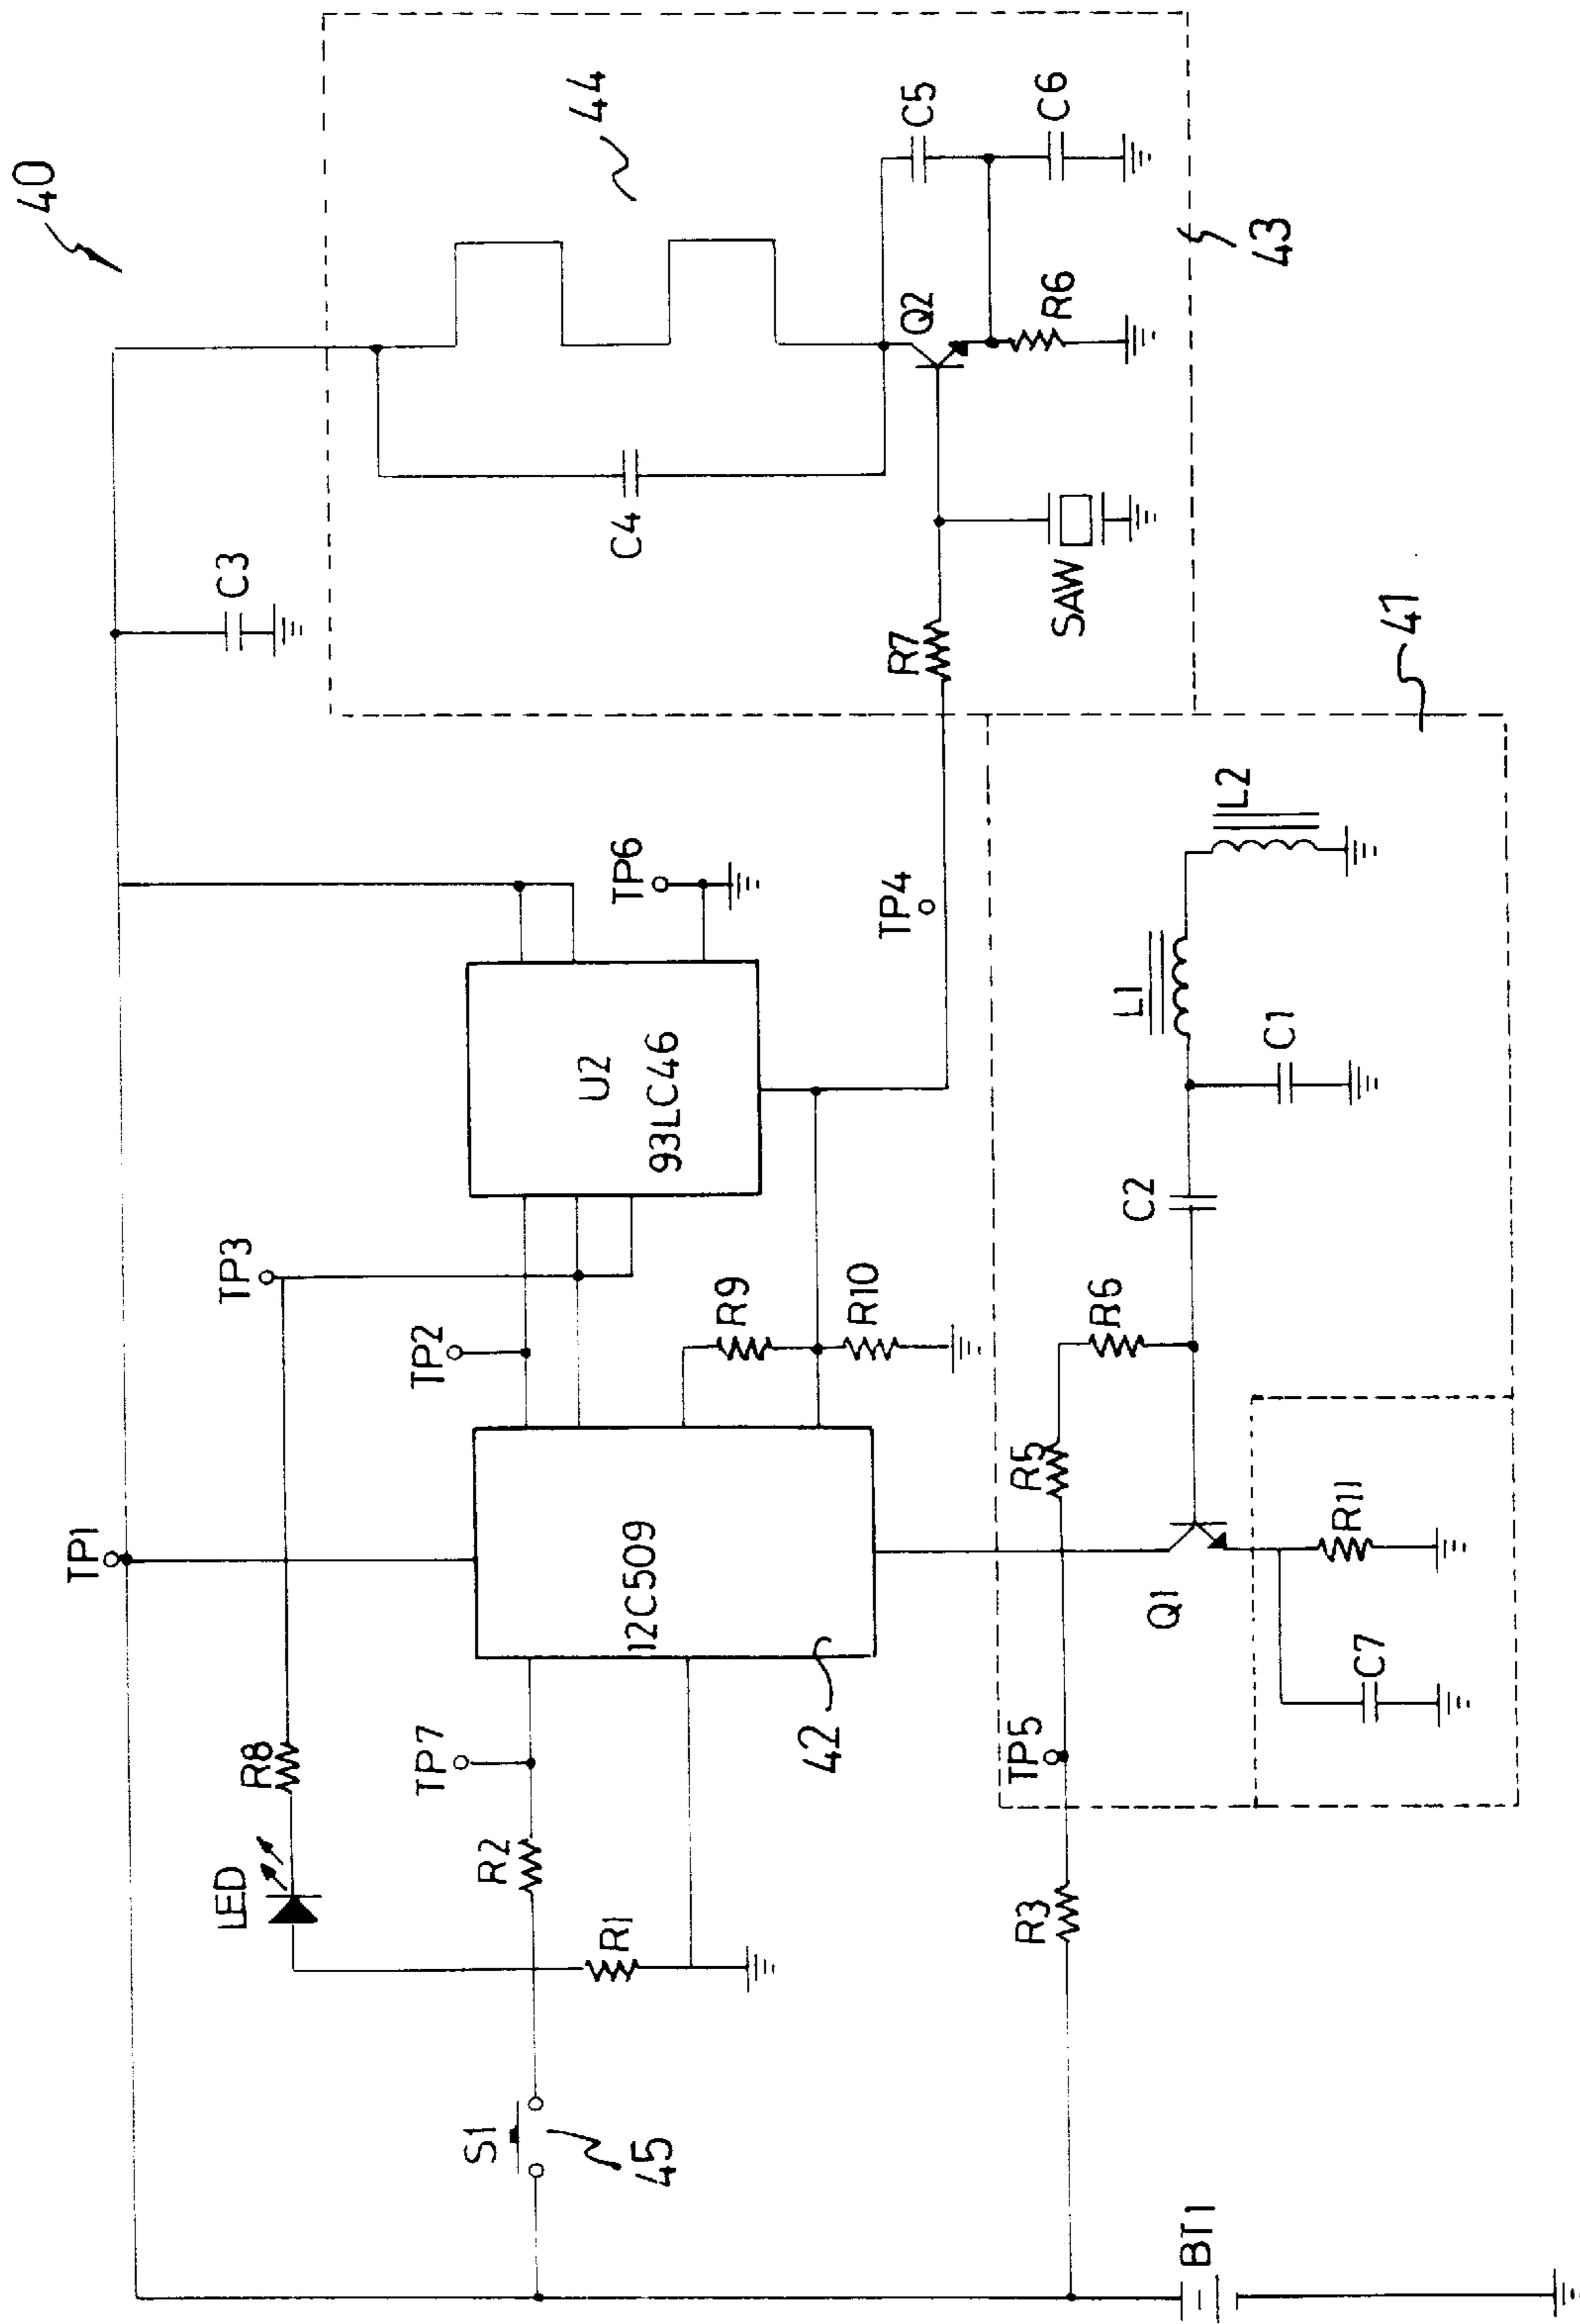 40
44
C5
C6
43
Q2
R6
C4
C3
SAW
R7
41
TP6
TP4
L2
L1
C1
U2
93LC46
C2
TP3
TP2
R9
R10
R6
R5
TP1
12C509
R11
Q1
C7
42
TP5
R8
TP7
LED
R2
R1
R3
S1
45
BT1